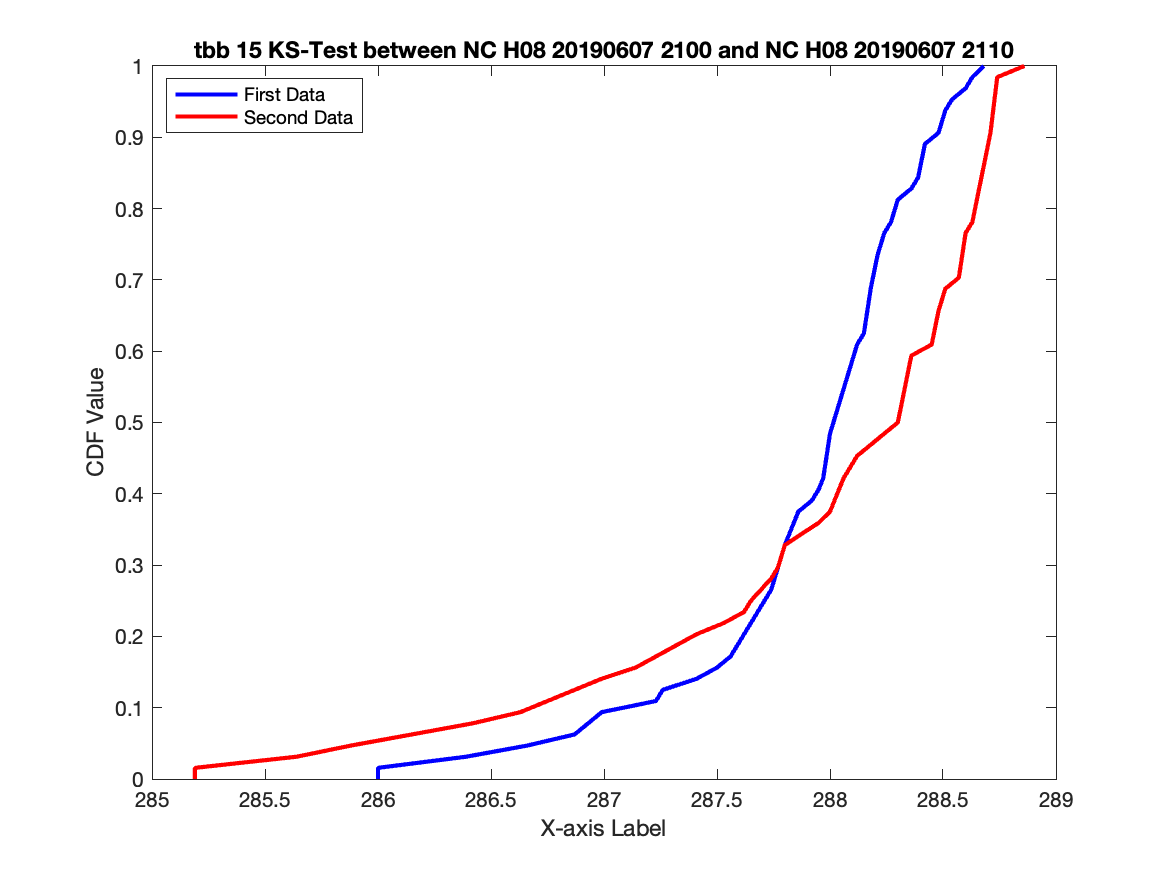 tbb 15 KS-Test between NC H08 20190607 2100 and NC H08 20190607 2110
First Data
Second Data
1
0.9
0.8
0.7
0.6
0.5
0.4
0.3
0.2
0.1
0
CDF Value
285 285.5 286 286.5 287 287.5 288 288.5 289
X-axis Label